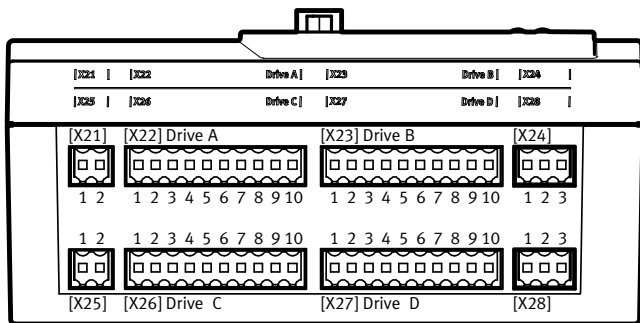 |X21 | |X22 Drive A| |X23 Drive B| |X24 |
|X25 | |X26 Drive C| |X27 Drive D| |X28 |
[X21] [X22] Drive A [X23] Drive B [X24]
1 2 1 2 3 4 5 6 7 8 9 10 1 2 3 4 5 6 7 8 9 10 1 2 3
1 2 1 2 3 4 5 6 7 8 9 10 1 2 3 4 5 6 7 8 9 10 1 2 3
[X25] [X26] Drive C [X27] Drive D [X28]